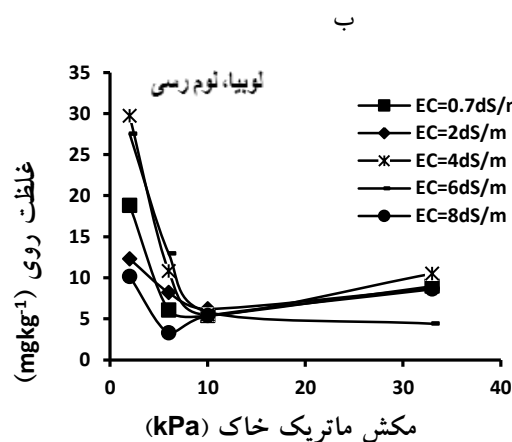 ب
لوبیا، لوم رسی
غلظت روی (mgkg-1)
35
30
25
20
15
10
5
0
0 10 20 30 40
مکش ماتریک خاک (kPa)
EC=0.7dS/m
EC=2dS/m
EC=4dS/m
EC=6dS/m
EC=8dS/m